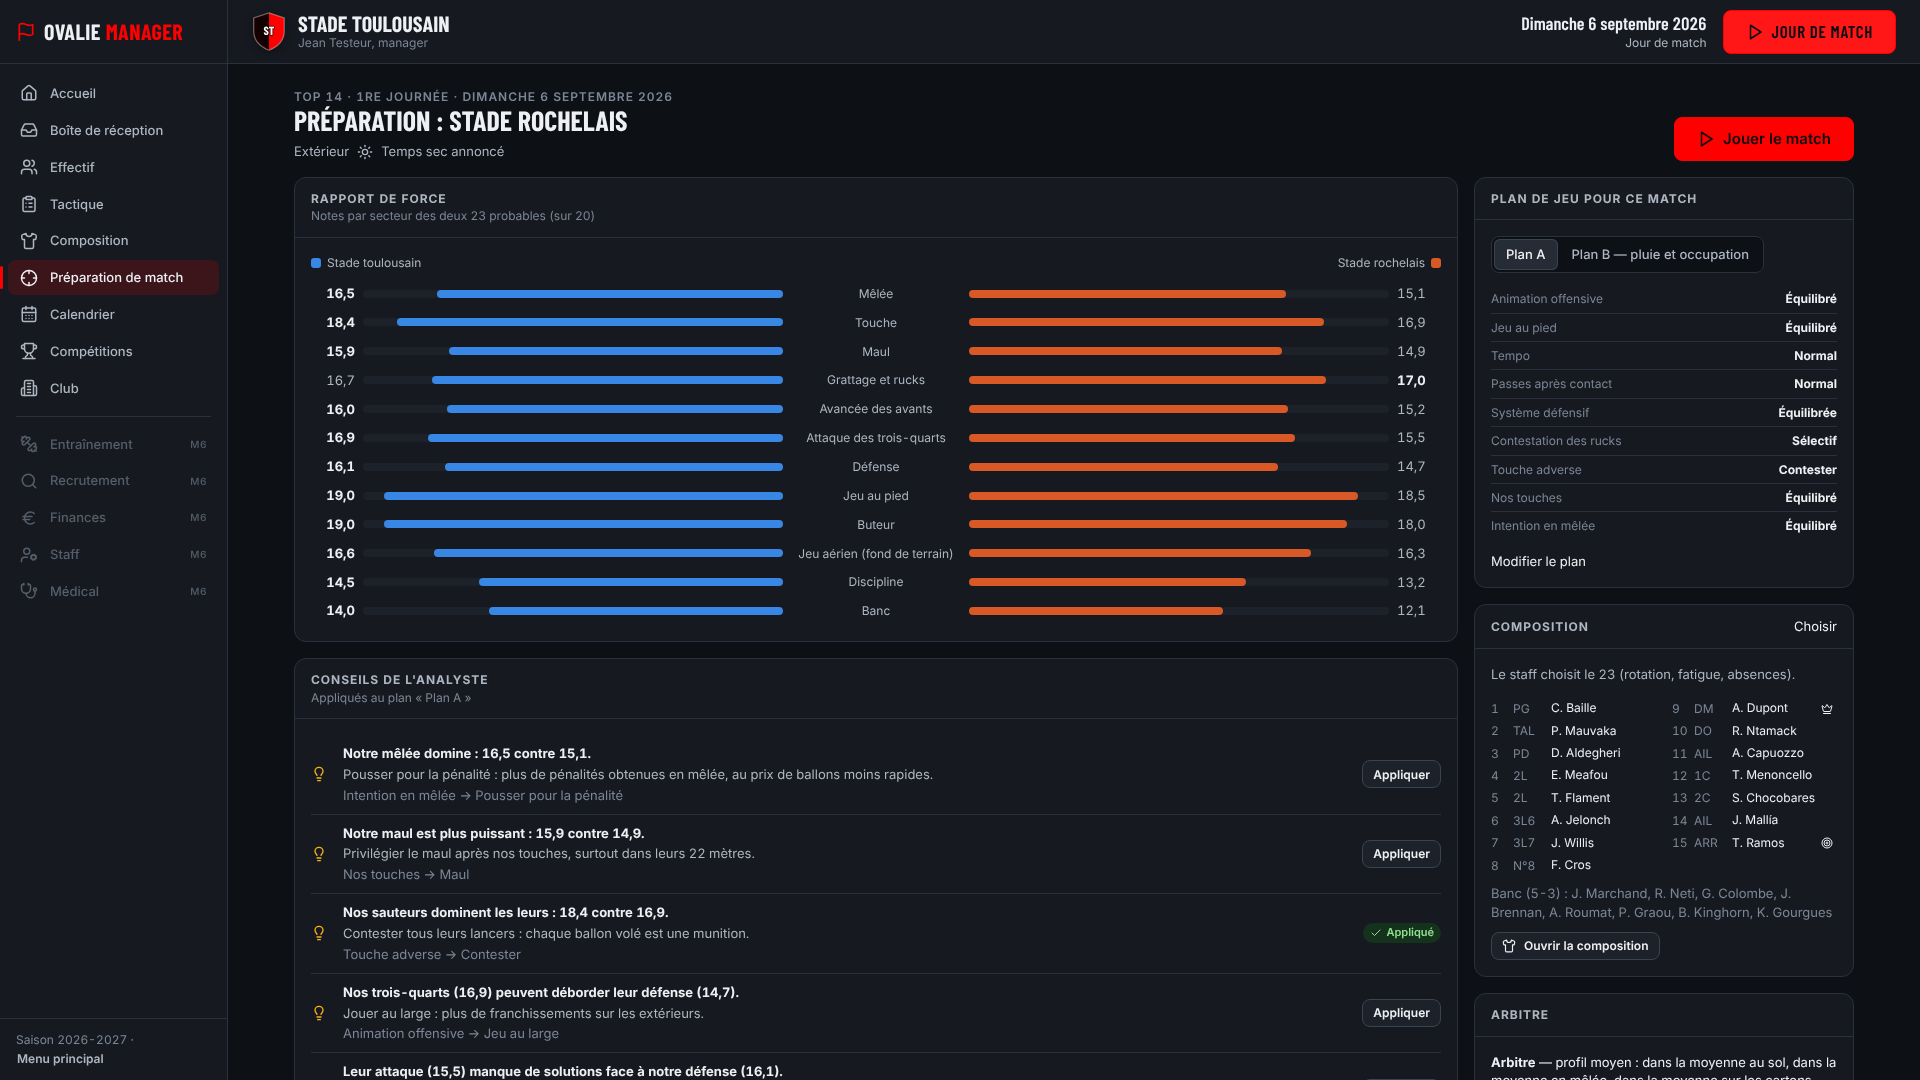 OVALIE MANAGER
ST
STADE TOULOUSAIN
Jean Testeur, manager
Dimanche 6 septembre 2026
Jour de match
JOUR DE MATCH
Accueil
Boîte de réception
Effectif
Tactique
Composition
Préparation de match
Calendrier
Compétitions
Club
Entraînement M6
Recrutement M6
Finances M6
Staff M6
Médical M6
Saison 2026-2027 ·
Menu principal
TOP 14 · 1RE JOURNÉE · DIMANCHE 6 SEPTEMBRE 2026
PRÉPARATION : STADE ROCHELAIS
Extérieur Temps sec annoncé
Jouer le match
RAPPORT DE FORCE
Notes par secteur des deux 23 probables (sur 20)
Stade toulousain Stade rochelais
16,5 Mêlée 15,1
18,4 Touche 16,9
15,9 Maul 14,9
16,7 Grattage et rucks 17,0
16,0 Avancée des avants 15,2
16,9 Attaque des trois-quarts 15,5
16,1 Défense 14,7
19,0 Jeu au pied 18,5
19,0 Buteur 18,0
16,6 Jeu aérien (fond de terrain) 16,3
14,5 Discipline 13,2
14,0 Banc 12,1
CONSEILS DE L'ANALYSTE
Appliqués au plan « Plan A »
Notre mêlée domine : 16,5 contre 15,1.
Pousser pour la pénalité : plus de pénalités obtenues en mêlée, au prix de ballons moins rapides.
Intention en mêlée → Pousser pour la pénalité
Appliquer
Notre maul est plus puissant : 15,9 contre 14,9.
Privilégier le maul après nos touches, surtout dans leurs 22 mètres.
Nos touches → Maul
Appliquer
Nos sauteurs dominent les leurs : 18,4 contre 16,9.
Contester tous leurs lancers : chaque ballon volé est une munition.
Touche adverse → Contester
Appliqué
Nos trois-quarts (16,9) peuvent déborder leur défense (14,7).
Jouer au large : plus de franchissements sur les extérieurs.
Animation offensive → Jeu au large
Appliquer
Leur attaque (15,5) manque de solutions face à notre défense (16,1).
PLAN DE JEU POUR CE MATCH
Plan A Plan B — pluie et occupation
Animation offensive Équilibré
Jeu au pied Équilibré
Tempo Normal
Passes après contact Normal
Système défensif Équilibrée
Contestation des rucks Sélectif
Touche adverse Contester
Nos touches Équilibré
Intention en mêlée Équilibré
Modifier le plan
COMPOSITION Choisir
Le staff choisit le 23 (rotation, fatigue, absences).
1 PG C. Baille 9 DM A. Dupont
2 TAL P. Mauvaka 10 DO R. Ntamack
3 PD D. Aldegheri 11 AIL A. Capuozzo
4 2L E. Meafou 12 1C T. Menoncello
5 2L T. Flament 13 2C S. Chocobares
6 3L6 A. Jelonch 14 AIL J. Mallía
7 3L7 J. Willis 15 ARR T. Ramos
8 N°8 F. Cros
Banc (5-3) : J. Marchand, R. Neti, G. Colombe, J.
Brennan, A. Roumat, P. Graou, B. Kinghorn, K. Gourgues
Ouvrir la composition
ARBITRE
Arbitre — profil moyen : dans la moyenne au sol, dans la
moyenne en mêlée, dans la moyenne sur les cartons